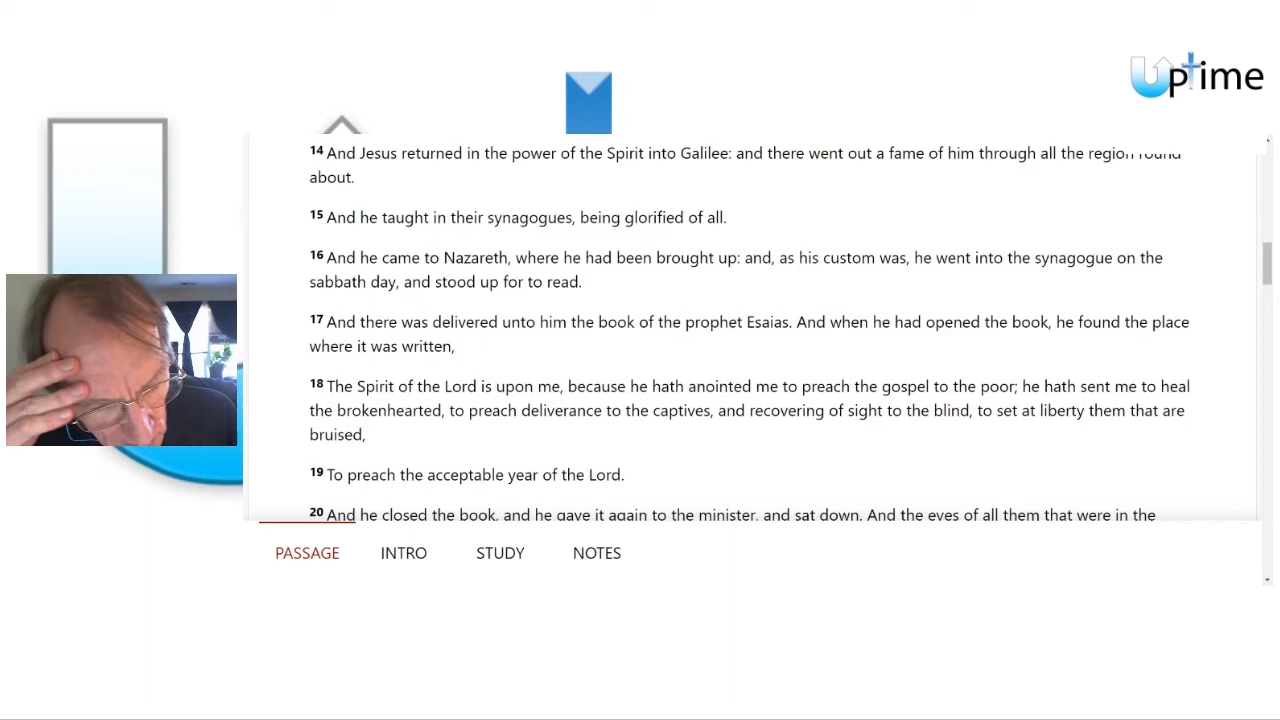 Uptime
14 And Jesus returned in the power of the Spirit into Galilee: and there went out a fame of him through all the region round
about.
15 And he taught in their synagogues, being glorified of all.
16 And he came to Nazareth, where he had been brought up: and, as his custom was, he went into the synagogue on the
sabbath day, and stood up for to read.
17 And there was delivered unto him the book of the prophet Esaias. And when he had opened the book, he found the place
where it was written,
18 The Spirit of the Lord is upon me, because he hath anointed me to preach the gospel to the poor; he hath sent me to heal
the brokenhearted, to preach deliverance to the captives, and recovering of sight to the blind, to set at liberty them that are
bruised,
19 To preach the acceptable year of the Lord.
20 And he closed the book, and he gave it again to the minister, and sat down. And the eyes of all them that were in the
PASSAGE INTRO STUDY NOTES